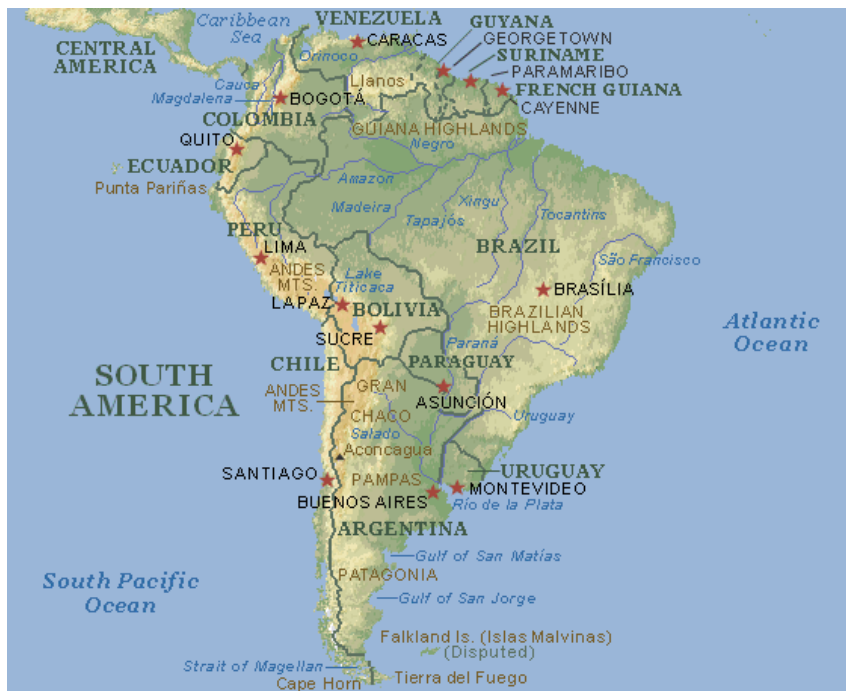 Caribbean
Sea
VENEZUELA
CARACAS
GUYANA
GEORGETOWN
SURINAME
PARAMARIBO
FRENCH GUIANA
CAYENNE
CENTRAL
AMERICA
Orinoco
Llanos
Cauca
Magdalena
BOGOTÁ
COLOMBIA
GUIANA HIGHLANDS
Negro
QUITO
ECUADOR
Punta Pariñas
Amazon
Madeira
Tapajós
Xingu
Tocantins
PERU
LIMA
ANDES
MTS.
BRAZIL
São Francisco
Lake
Titicaca
LA PAZ
BOLIVIA
SUCRE
BRASÍLIA
BRAZILIAN
HIGHLANDS
Atlantic
Ocean
Paraná
CHILE
PARAGUAY
SOUTH
AMERICA
ANDES
MTS.
GRAN
CHACO
ASUNCIÓN
Salado
Uruguay
Aconcagua
SANTIAGO
PAMPAS
URUGUAY
BUENOS AIRES
MONTEVIDEO
Río de la Plata
ARGENTINA
Gulf of San Matías
South Pacific
Ocean
PATAGONIA
Gulf of San Jorge
Falkland Is. (Islas Malvinas)
(Disputed)
Strait of Magellan
Cape Horn
Tierra del Fuego